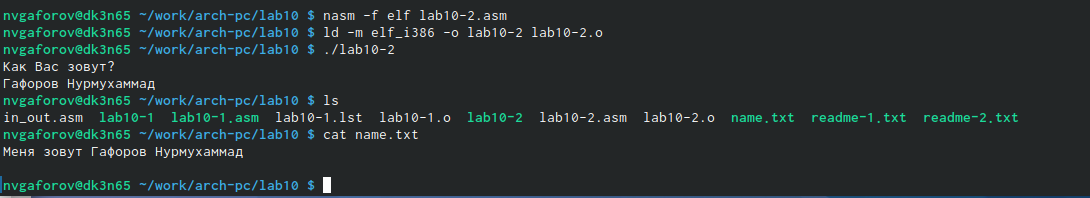 nvgaforov@dk3n65 ~/work/arch-pc/lab10 $ nasm -f elf lab10-2.asm
nvgaforov@dk3n65 ~/work/arch-pc/lab10 $ ld -m elf_i386 -o lab10-2 lab10-2.o
nvgaforov@dk3n65 ~/work/arch-pc/lab10 $ ./lab10-2
Как Вас зовут?
Гафоров Нурмухаммад
nvgaforov@dk3n65 ~/work/arch-pc/lab10 $ ls
in_out.asm lab10-1 lab10-1.asm lab10-1.lst lab10-1.o lab10-2 lab10-2.asm lab10-2.o name.txt readme-1.txt readme-2.txt
nvgaforov@dk3n65 ~/work/arch-pc/lab10 $ cat name.txt
Меня зовут Гафоров Нурмухаммад
nvgaforov@dk3n65 ~/work/arch-pc/lab10 $